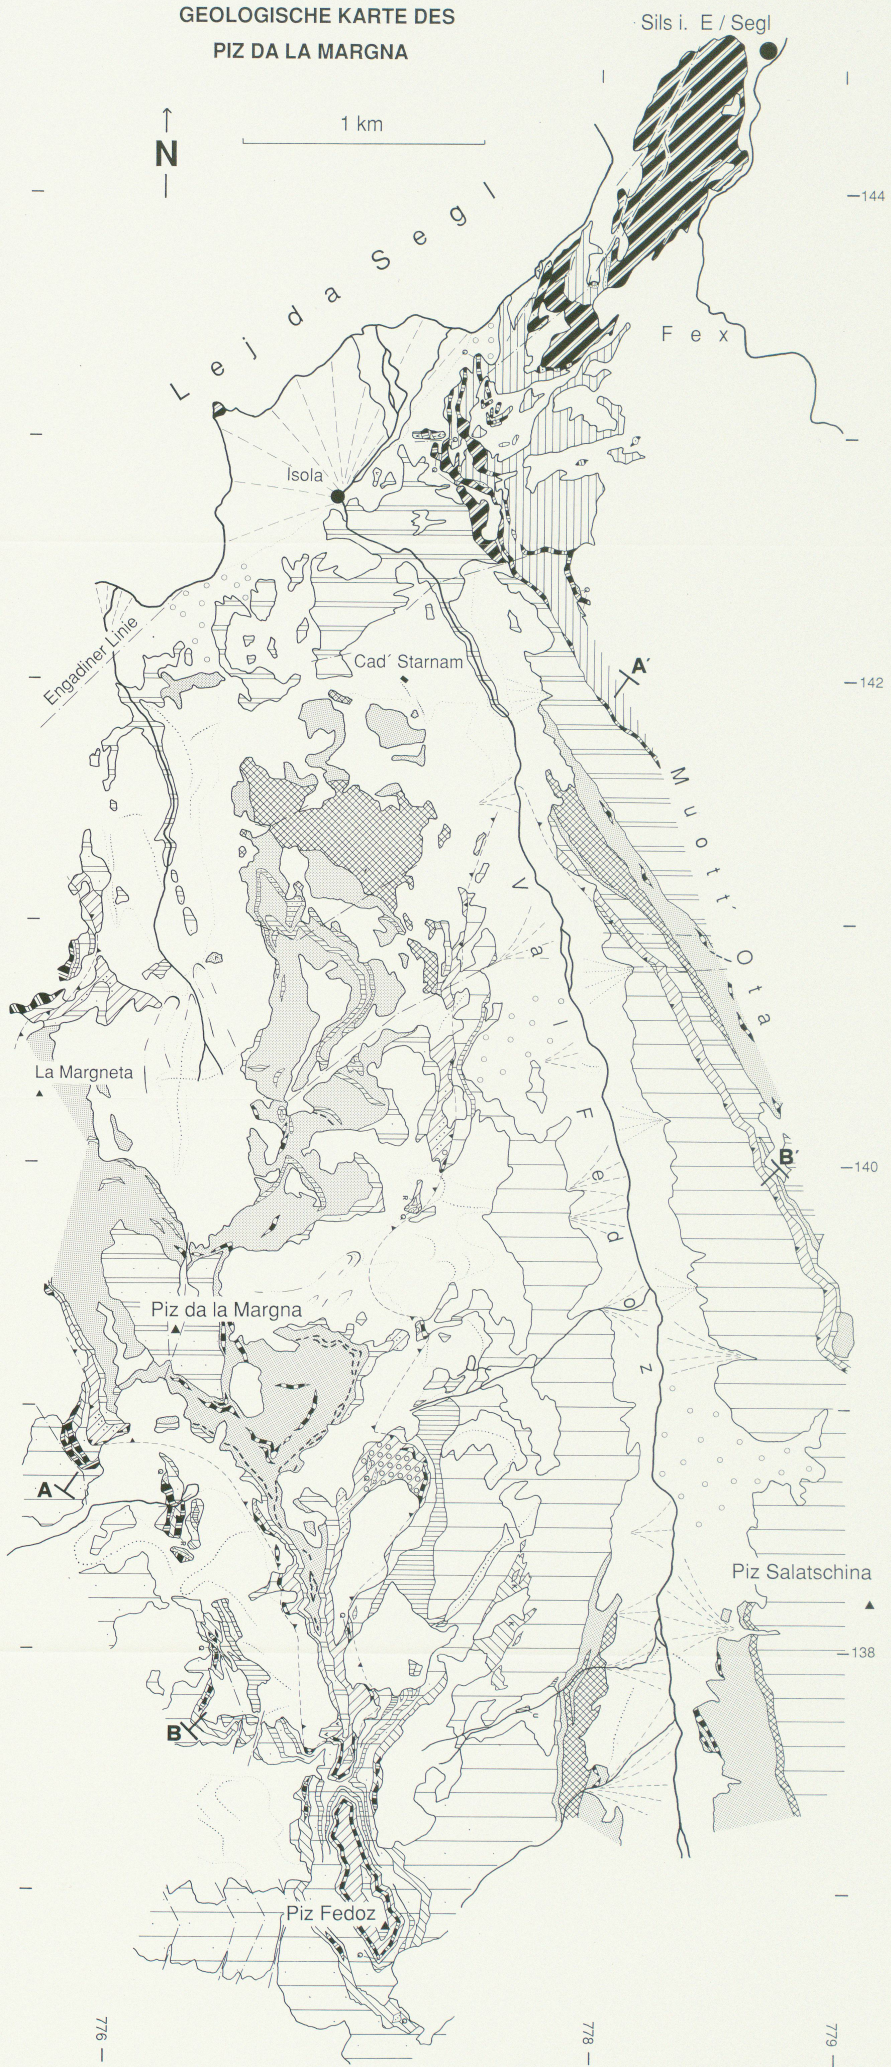 GEOLOGISCHE KARTE DES
PIZ DA LA MARGNA
Sils i. E / Segl
1 km
N
144
Lej da Segl
Fex
Isola
Engadiner Linie
Cad´ Starnam
A´
142
Muott´ Ota
Val Fedoz
La Margneta
B´
140
Piz da la Margna
A
Piz Salatschina
138
B
Piz Fedoz
776
778
779